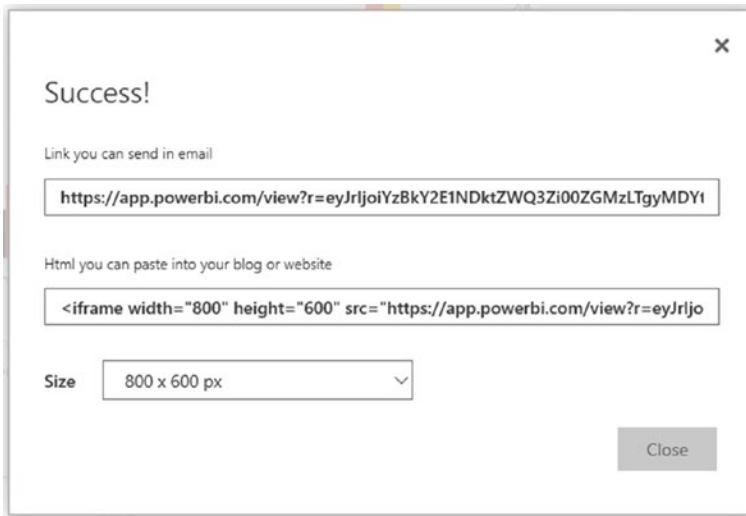 Success!
Link you can send in email
https://app.powerbi.com/view?r=eyJrIjoiYzBkY2E1NDktZWQ3Zi00ZGMzLTgyMDYt
Html you can paste into your blog or website
<iframe width="800" height="600" src="https://app.powerbi.com/view?r=eyJrIjo
Size 800 x 600 px
Close